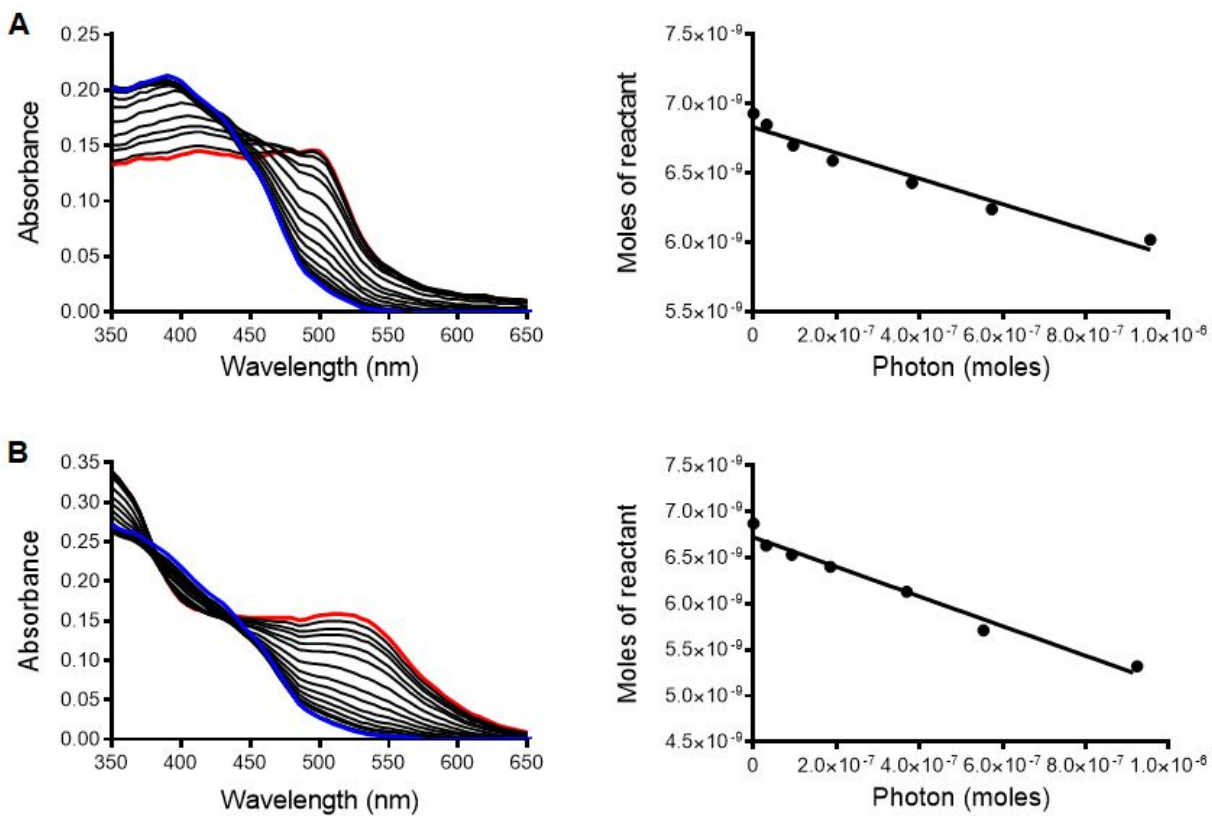 A
0.25
0.20
0.15
0.10
0.05
0.00
Absorbance
350 400 450 500 550 600 650
Wavelength (nm)
7.5×10⁻⁹
7.0×10⁻⁹
6.5×10⁻⁹
6.0×10⁻⁹
5.5×10⁻⁹
Moles of reactant
0 2.0×10⁻⁷ 4.0×10⁻⁷ 6.0×10⁻⁷ 8.0×10⁻⁷ 1.0×10⁻⁶
Photon (moles)
B
0.35
0.30
0.25
0.20
0.15
0.10
0.05
0.00
Absorbance
350 400 450 500 550 600 650
Wavelength (nm)
7.5×10⁻⁹
7.0×10⁻⁹
6.5×10⁻⁹
6.0×10⁻⁹
5.5×10⁻⁹
5.0×10⁻⁹
4.5×10⁻⁹
Moles of reactant
0 2.0×10⁻⁷ 4.0×10⁻⁷ 6.0×10⁻⁷ 8.0×10⁻⁷ 1.0×10⁻⁶
Photon (moles)